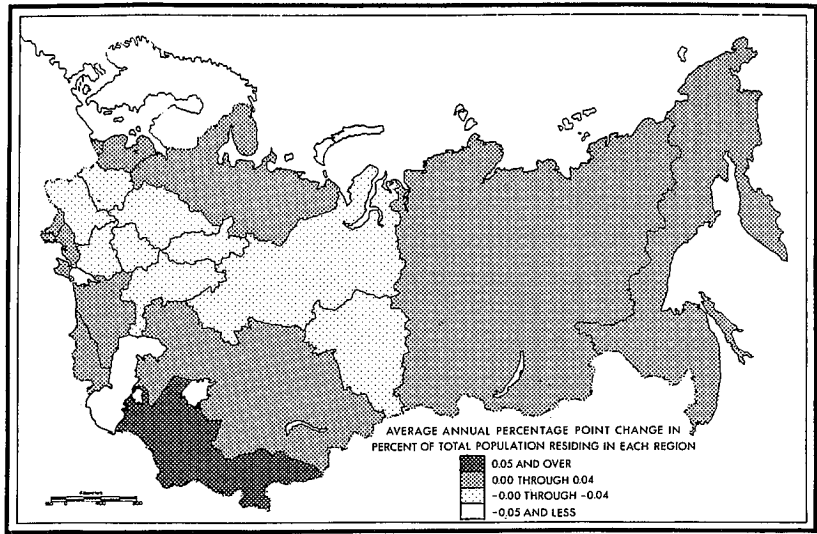 AVERAGE ANNUAL PERCENTAGE POINT CHANGE IN
PERCENT OF TOTAL POPULATION RESIDING IN EACH REGION
0.05 AND OVER
0.00 THROUGH 0.04
-0.00 THROUGH -0.04
-0.05 AND LESS